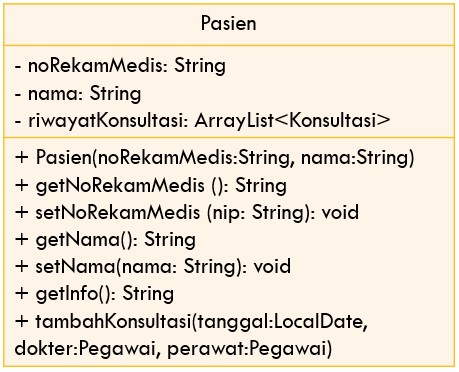 Pasien
- noRekamMedis: String
- nama: String
- riwayatKonsultasi: ArrayList<Konsultasi>
+ Pasien(noRekamMedis:String, nama:String)
+ getNoRekamMedis (): String
+ setNoRekamMedis (nip: String): void
+ getNama(): String
+ setNama(nama: String): void
+ getInfo(): String
+ tambahKonsultasi(tanggal:LocalDate,
dokter:Pegawai, perawat:Pegawai)